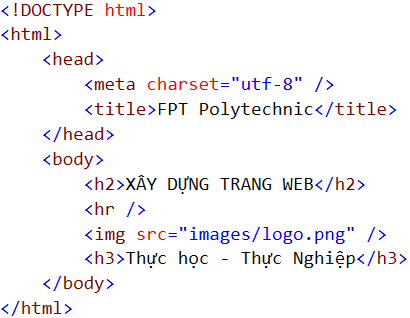 <!DOCTYPE html>
<html>
<head>
<meta charset="utf-8" />
<title>FPT Polytechnic</title>
</head>
<body>
<h2>XÂY DỰNG TRANG WEB</h2>
<hr />
<img src="images/logo.png" />
<h3>Thực học - Thực Nghiệp</h3>
</body>
</html>